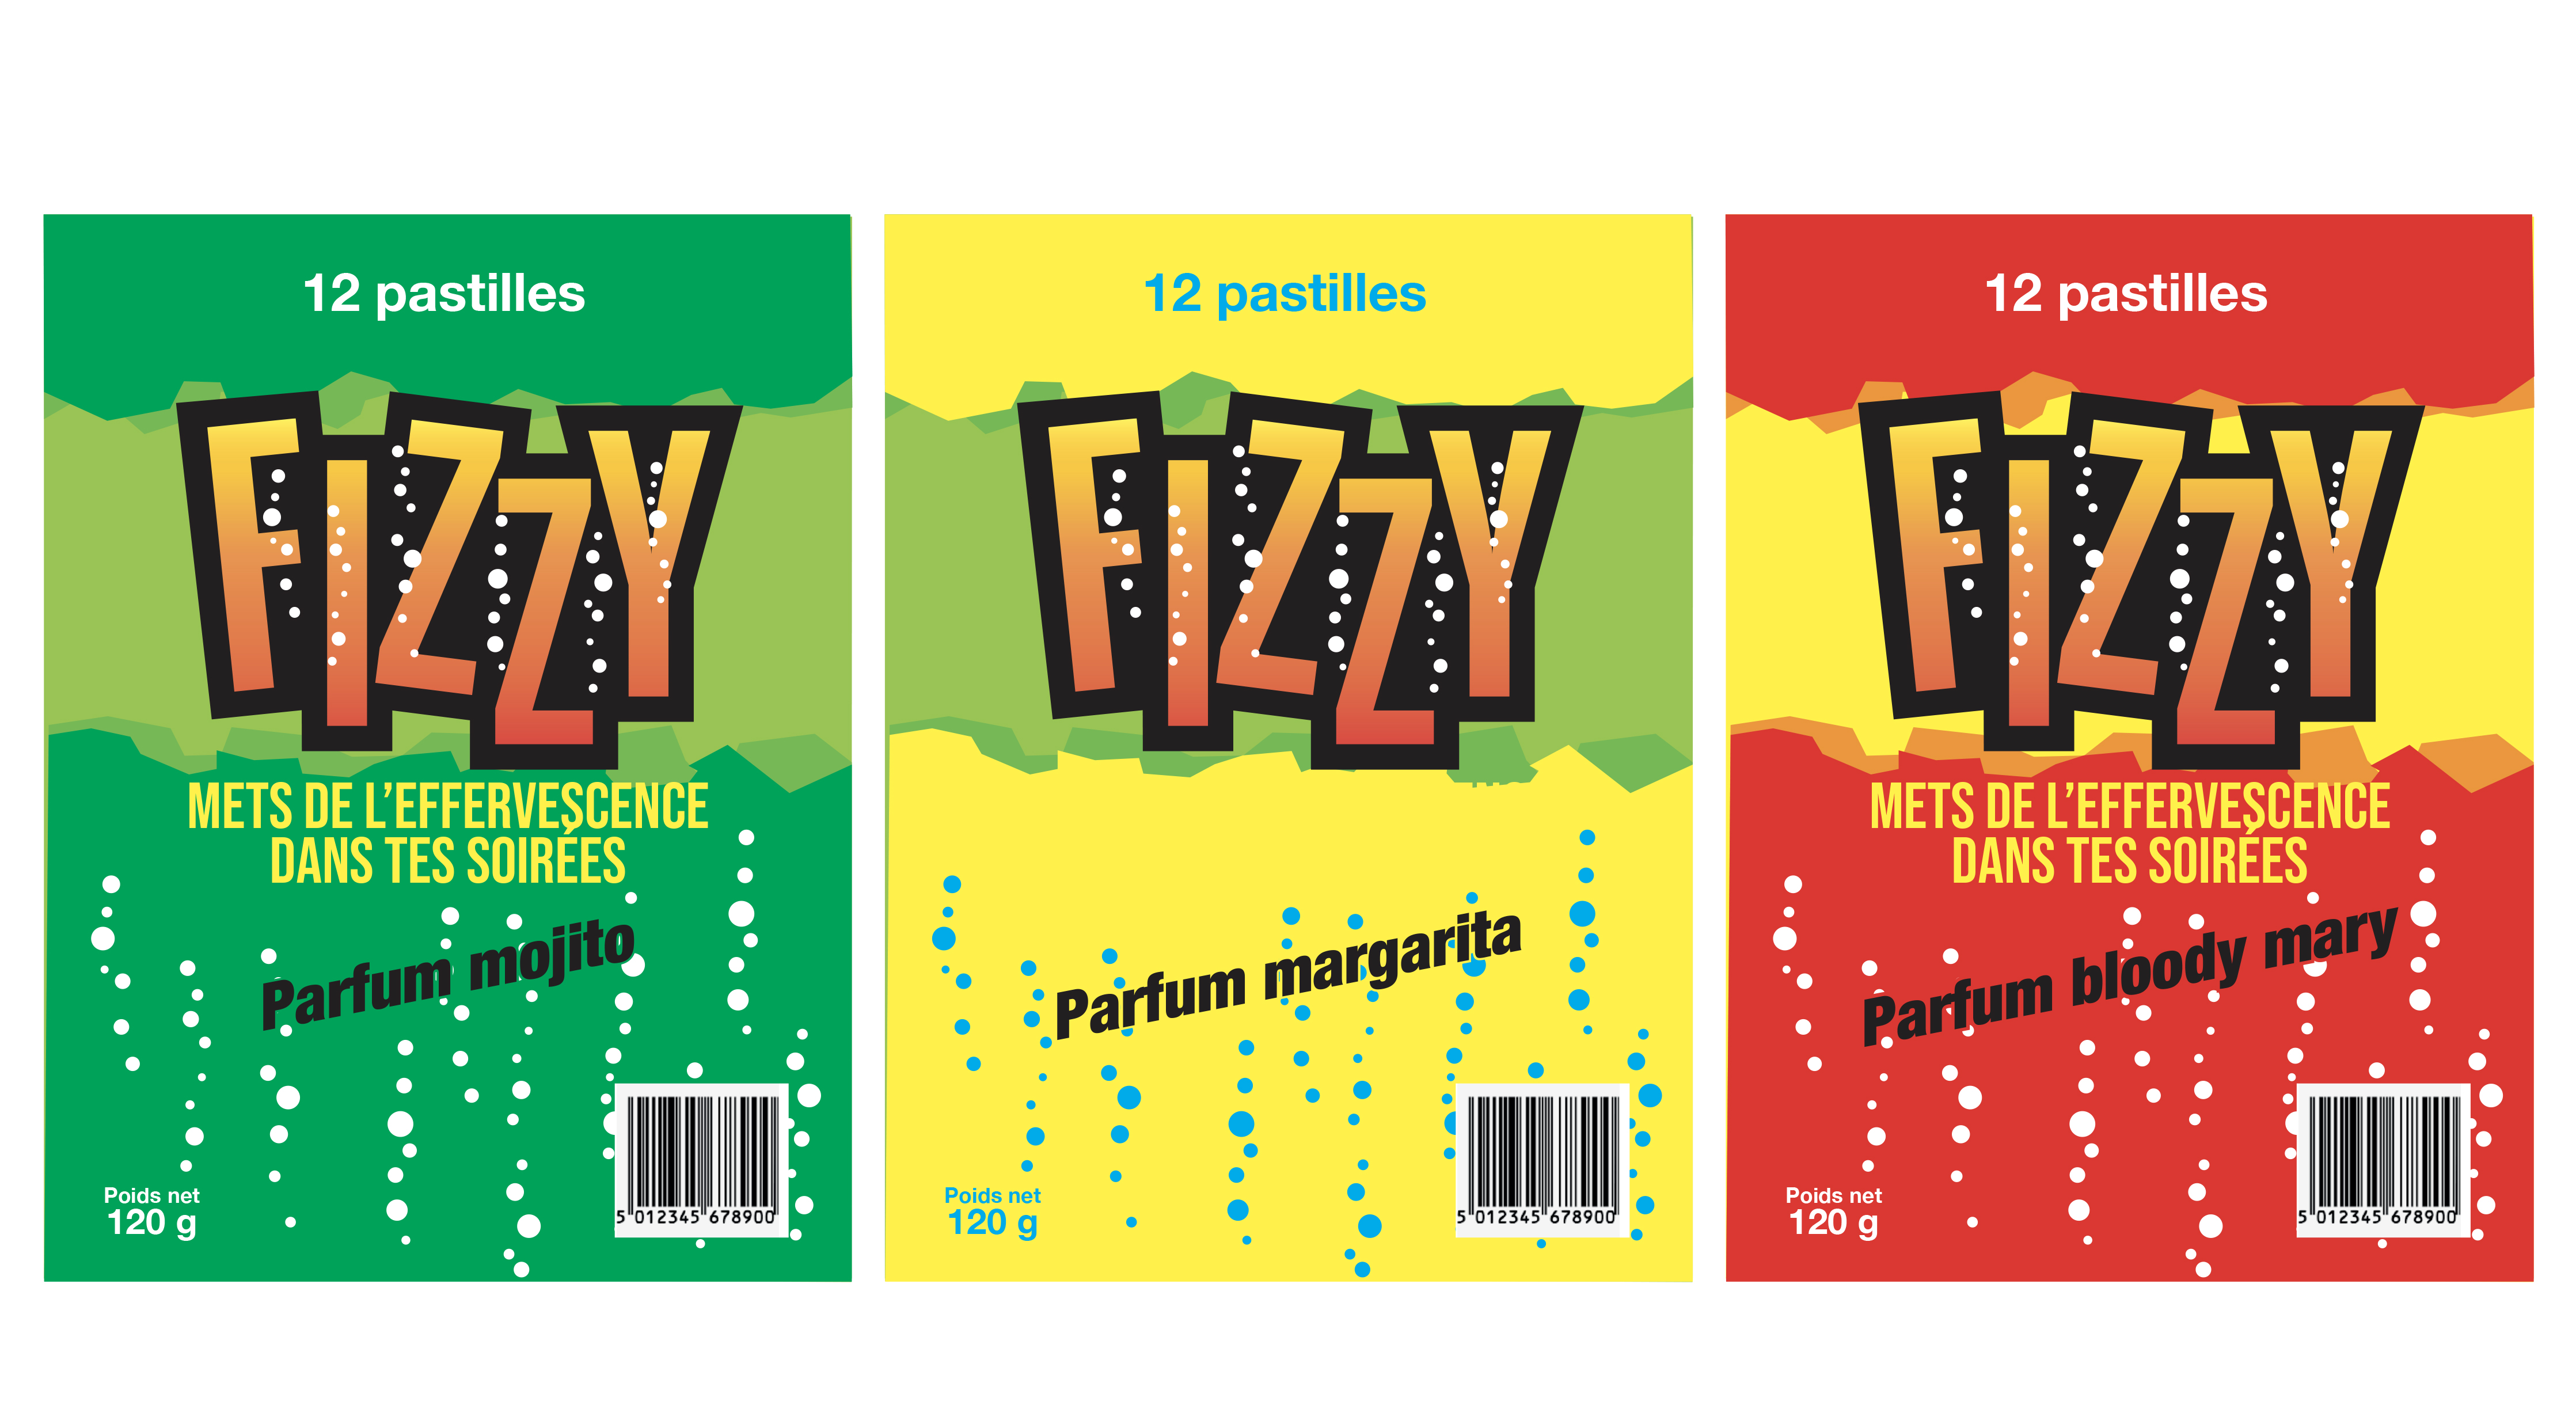 12 pastilles
FIZZY
METS DE L’EFFERVESCENCE
DANS TES SOIRÉES
Parfum mojito
Poids net
120 g
5 012345 678900
12 pastilles
FIZZY
Parfum margarita
Poids net
120 g
5 012345 678900
12 pastilles
FIZZY
METS DE L’EFFERVESCENCE
DANS TES SOIRÉES
Parfum bloody mary
Poids net
120 g
5 012345 678900